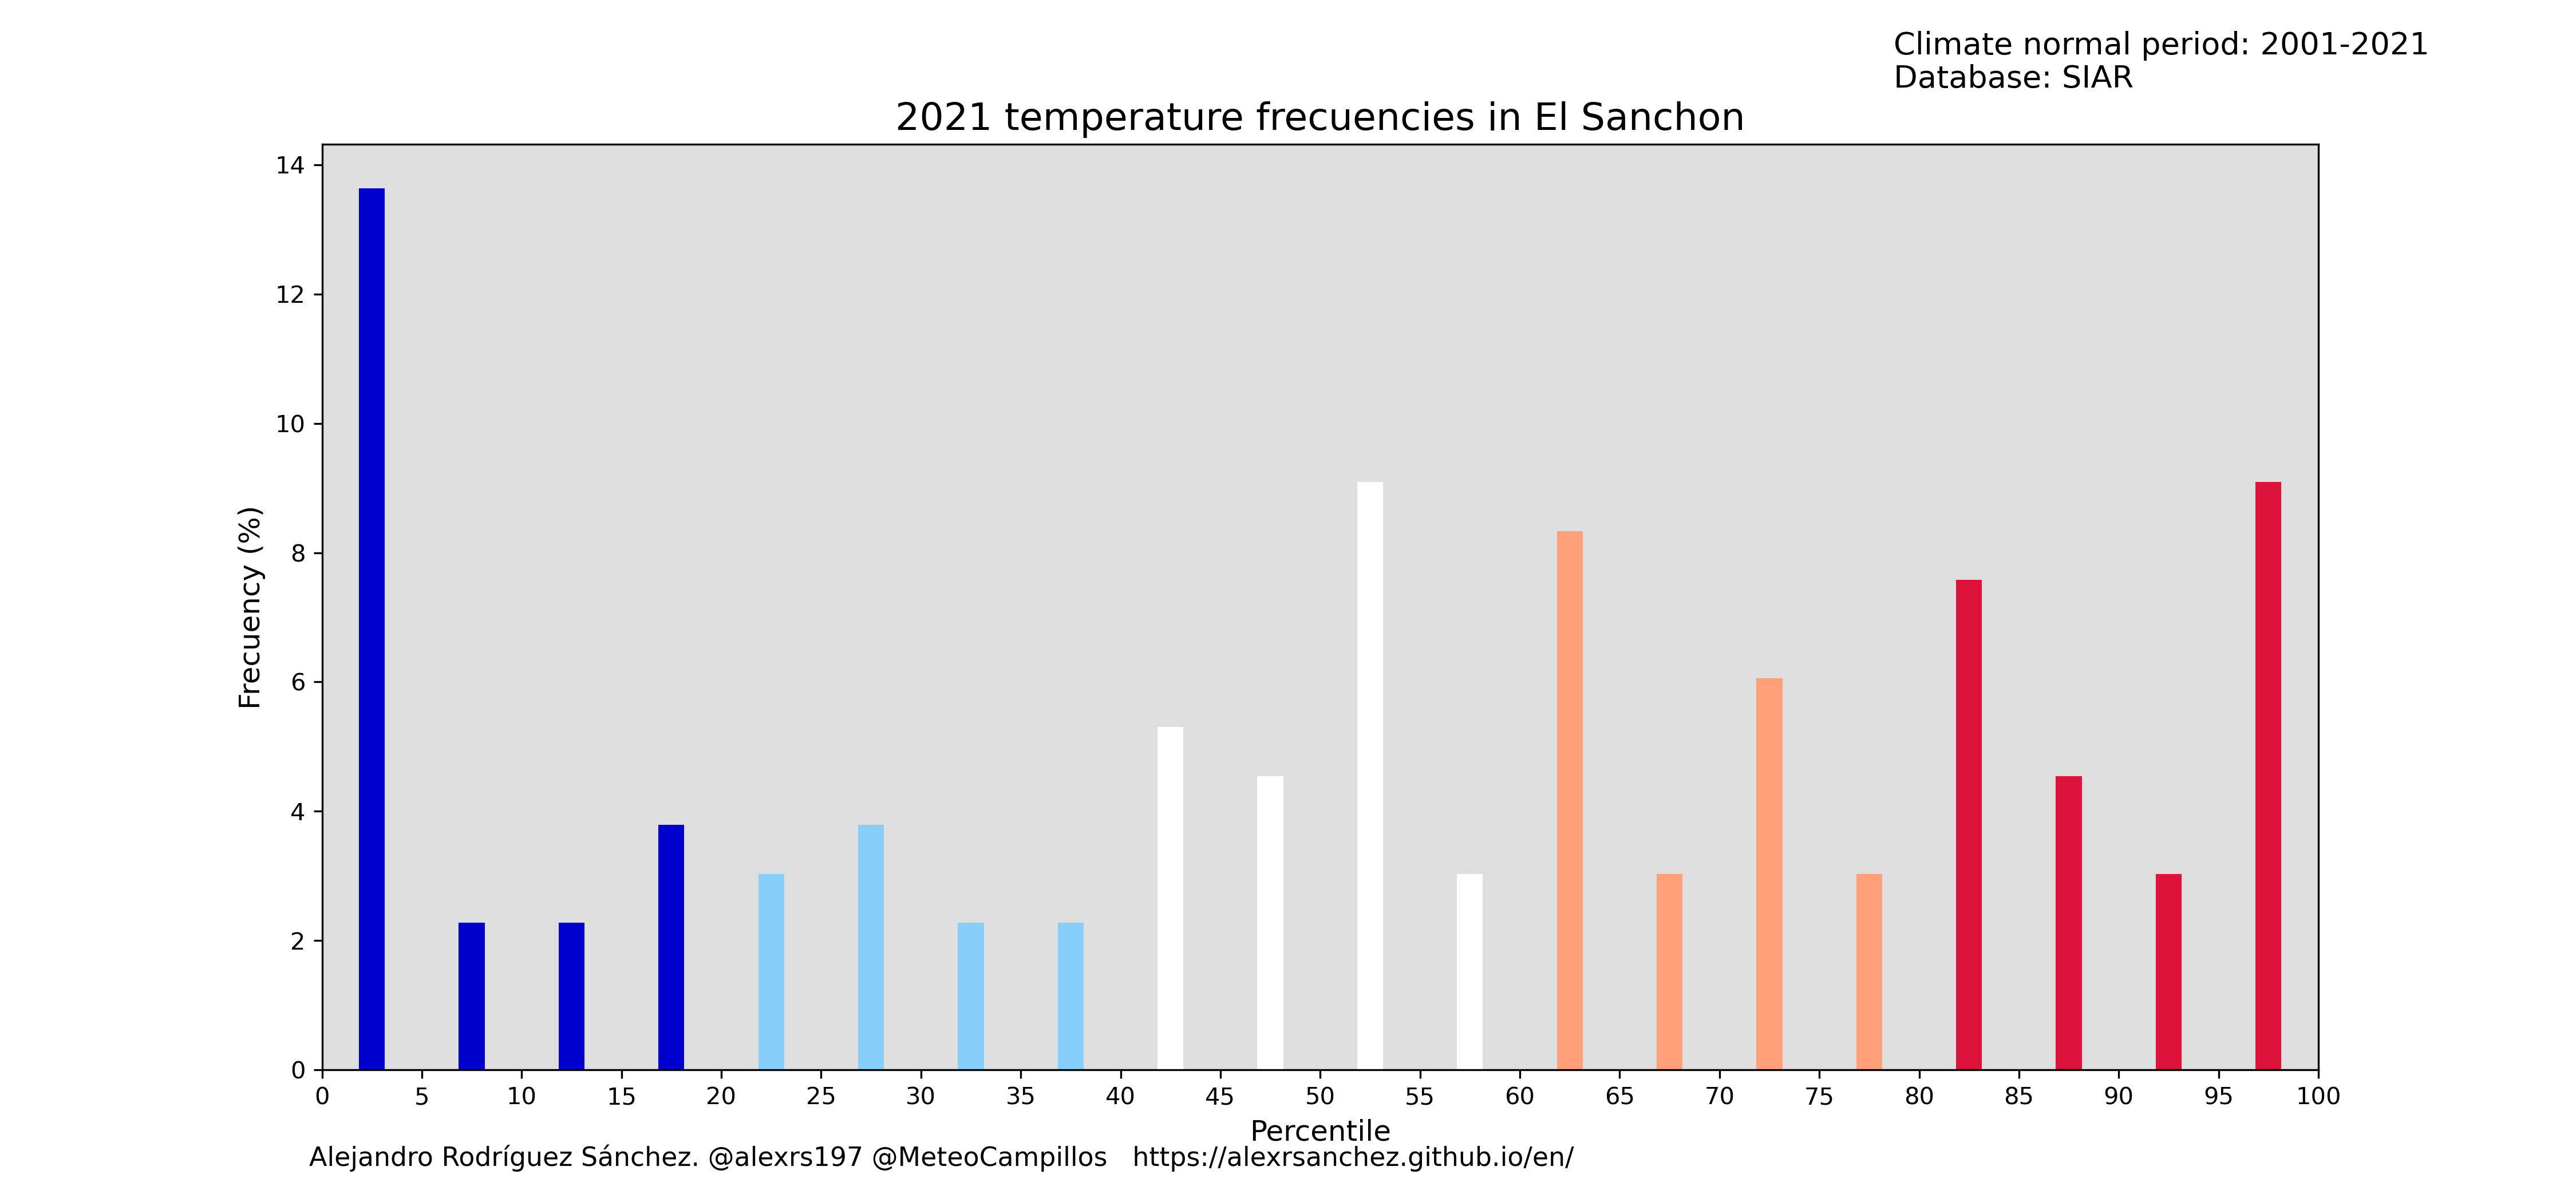 Climate normal period: 2001-2021
Database: SIAR
2021 temperature frecuencies in El Sanchon
14
12
10
8
6
4
2
0
Frecuency (%)
0 5 10 15 20 25 30 35 40 45 50 55 60 65 70 75 80 85 90 95 100
Percentile
Alejandro Rodríguez Sánchez. @alexrs197 @MeteoCampillos https://alexrsanchez.github.io/en/